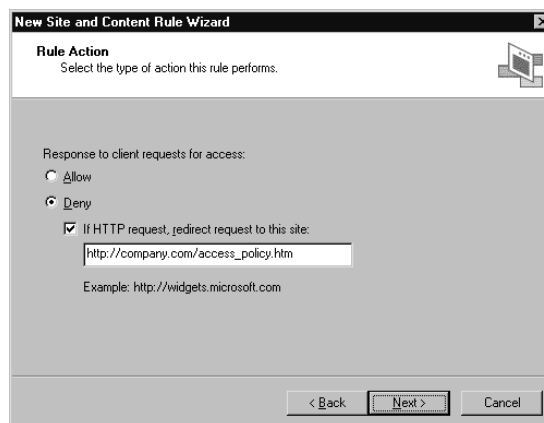 New Site and Content Rule Wizard
Rule Action
Select the type of action this rule performs.
Response to client requests for access:
Allow
Deny
If HTTP request, redirect request to this site:
http://company.com/access_policy.htm
Example: http://widgets.microsoft.com
< Back Next > Cancel